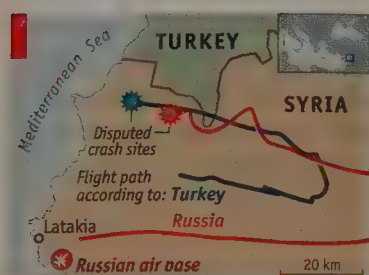 TURKEY
Mediterranean Sea
SYRIA
Disputed
crash sites
Flight path
according to: Turkey
Russia
Latakia
Russian air base
20 km